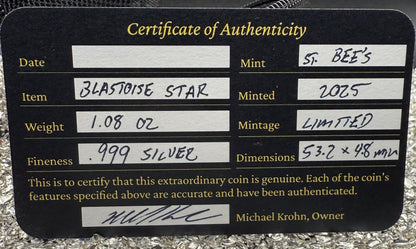 Certificate of Authenticity
Date
Mint ST. BEE'S
Item BLASTOISE STAR
Minted 2025
Weight 1.08 OZ
Mintage LIMITED
Fineness .999 SILVER
Dimensions 53.2 x 4.8 mm
This is to certify that this extraordinary coin is genuine. Each of the coin's
features specified above are accurate and have been authenticated.
Michael Krohn, Owner